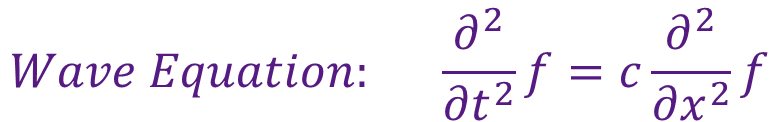 Wave Equation: ∂²/∂t² f = c ∂²/∂x² f